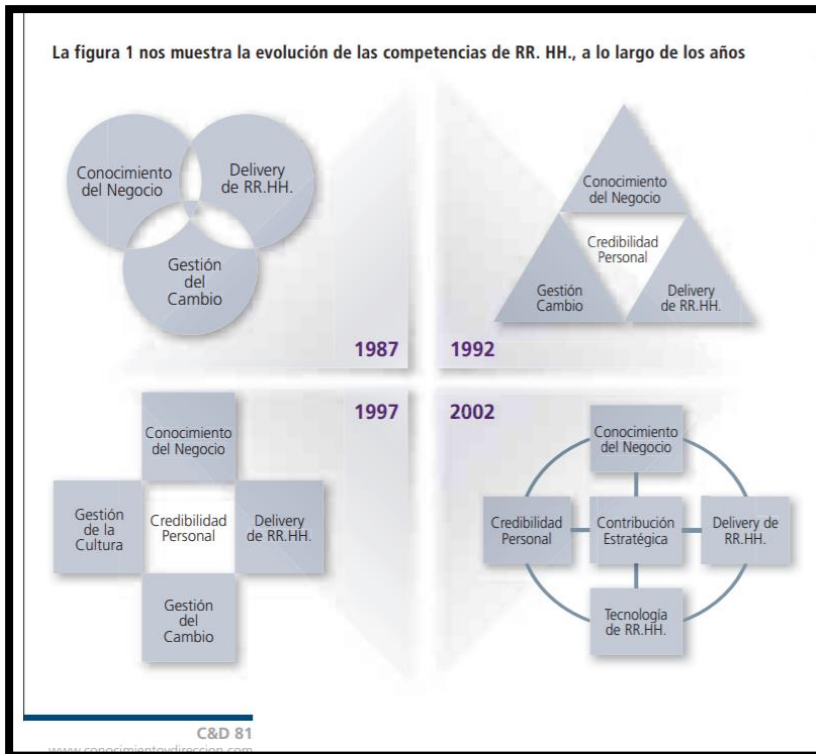 La figura 1 nos muestra la evolución de las competencias de RR. HH., a lo largo de los años
Conocimiento
del Negocio
Delivery
de RR.HH.
Gestión
del
Cambio
1987
Conocimiento
del Negocio
Credibilidad
Personal
Gestión
Cambio
Delivery
de RR.HH.
1992
1997
Conocimiento
del Negocio
Gestión
de la
Cultura
Credibilidad
Personal
Delivery
de RR.HH.
Gestión
del
Cambio
2002
Conocimiento
del Negocio
Credibilidad
Personal
Contribución
Estratégica
Delivery de
RR.HH.
Tecnología
de RR.HH.
C&D 81
www.conocimientoydireccion.com